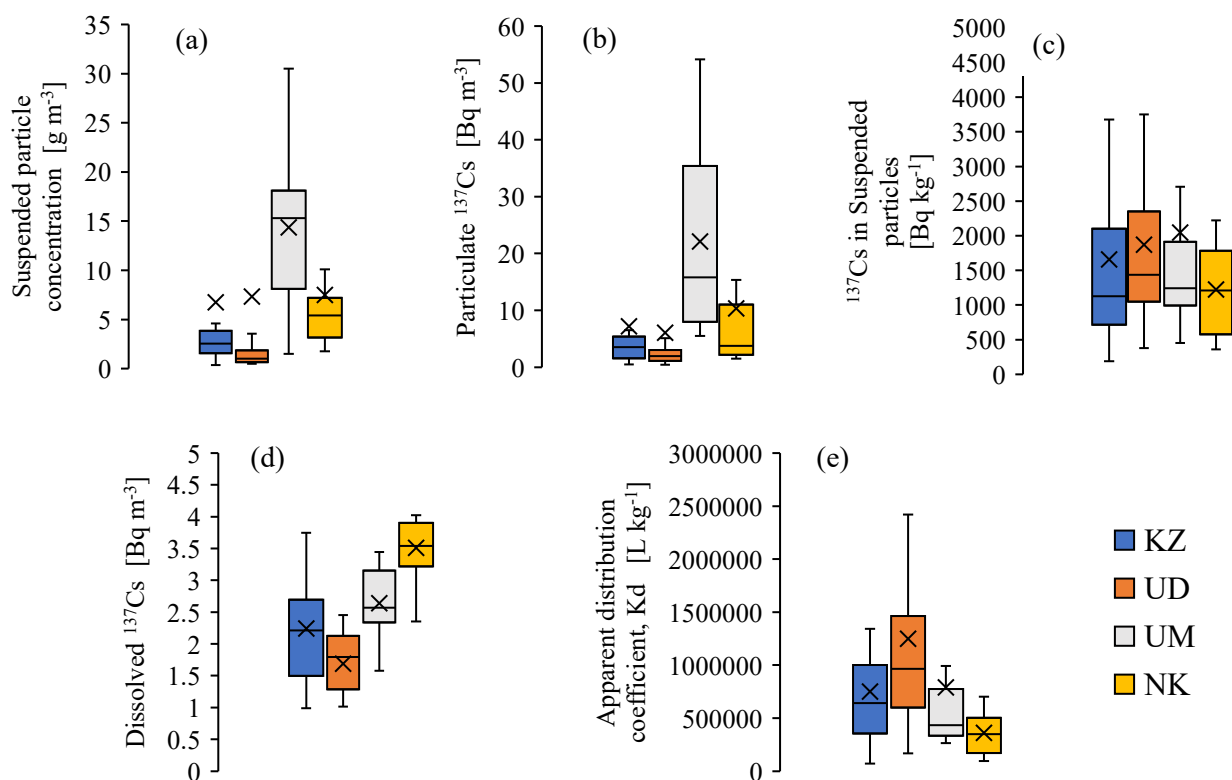 (a)
Suspended particle
concentration [g m⁻³]
35
30
25
20
15
10
5
0
(b)
Particulate ¹³⁷Cs [Bq m⁻³]
60
50
40
30
20
10
0
(c)
¹³⁷Cs in Suspended
particles
[Bq kg⁻¹]
5000
4500
4000
3500
3000
2500
2000
1500
1000
500
0
(d)
Dissolved ¹³⁷Cs [Bq m⁻³]
5
4.5
4
3.5
3
2.5
2
1.5
1
0.5
0
(e)
Apparent distribution
coefficient, Kd [L kg⁻¹]
3000000
2500000
2000000
1500000
1000000
500000
0
KZ
UD
UM
NK